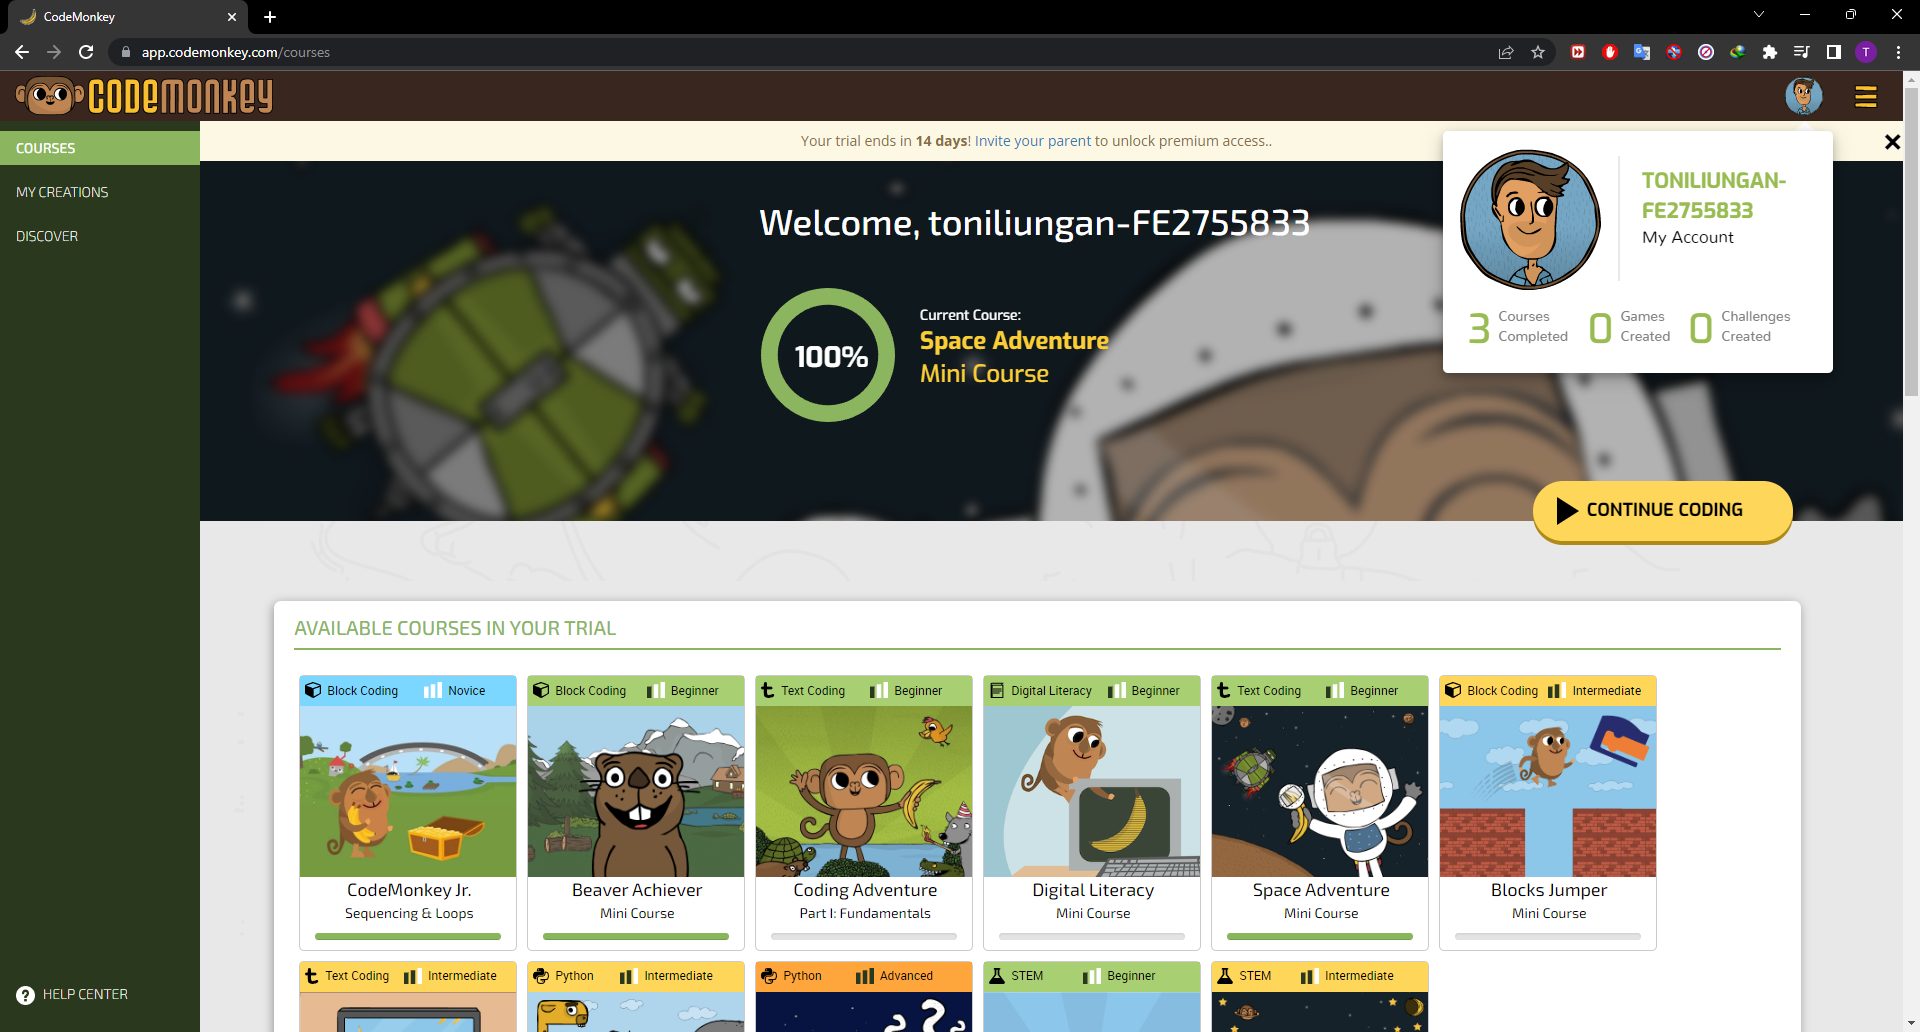 CodeMonkey
app.codemonkey.com/courses
T
CODEMONKEY
COURSES
MY CREATIONS
DISCOVER
HELP CENTER
Your trial ends in 14 days! Invite your parent to unlock premium access..
Welcome, toniliungan-FE2755833
100%
Current Course:
Space Adventure
Mini Course
TONILIUNGAN-
FE2755833
My Account
3 Courses Completed
0 Games Created
0 Challenges Created
CONTINUE CODING
AVAILABLE COURSES IN YOUR TRIAL
Block Coding Novice
CodeMonkey Jr.
Sequencing & Loops
Block Coding Beginner
Beaver Achiever
Mini Course
Text Coding Beginner
Coding Adventure
Part I: Fundamentals
Digital Literacy Beginner
Digital Literacy
Mini Course
Text Coding Beginner
Space Adventure
Mini Course
Block Coding Intermediate
Blocks Jumper
Mini Course
Text Coding Intermediate
Python Intermediate
Python Advanced
STEM Beginner
STEM Intermediate